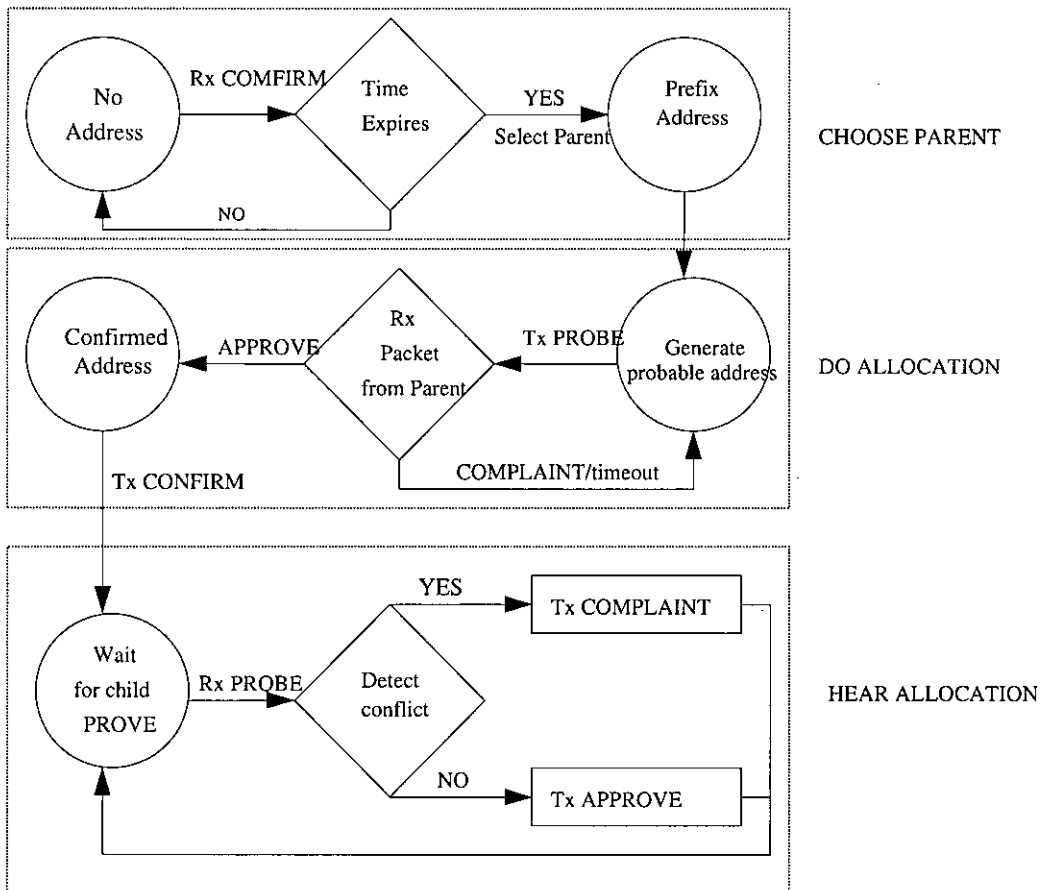 No
Address
Rx COMFIRM
Time
Expires
YES
Select Parent
Prefix
Address
NO
CHOOSE PARENT
Confirmed
Address
APPROVE
Rx
Packet
from Parent
Tx PROBE
Generate
probable address
COMPLAINT/timeout
DO ALLOCATION
Tx CONFIRM
Wait
for child
PROVE
Rx PROBE
Detect
conflict
YES
Tx COMPLAINT
NO
Tx APPROVE
HEAR ALLOCATION